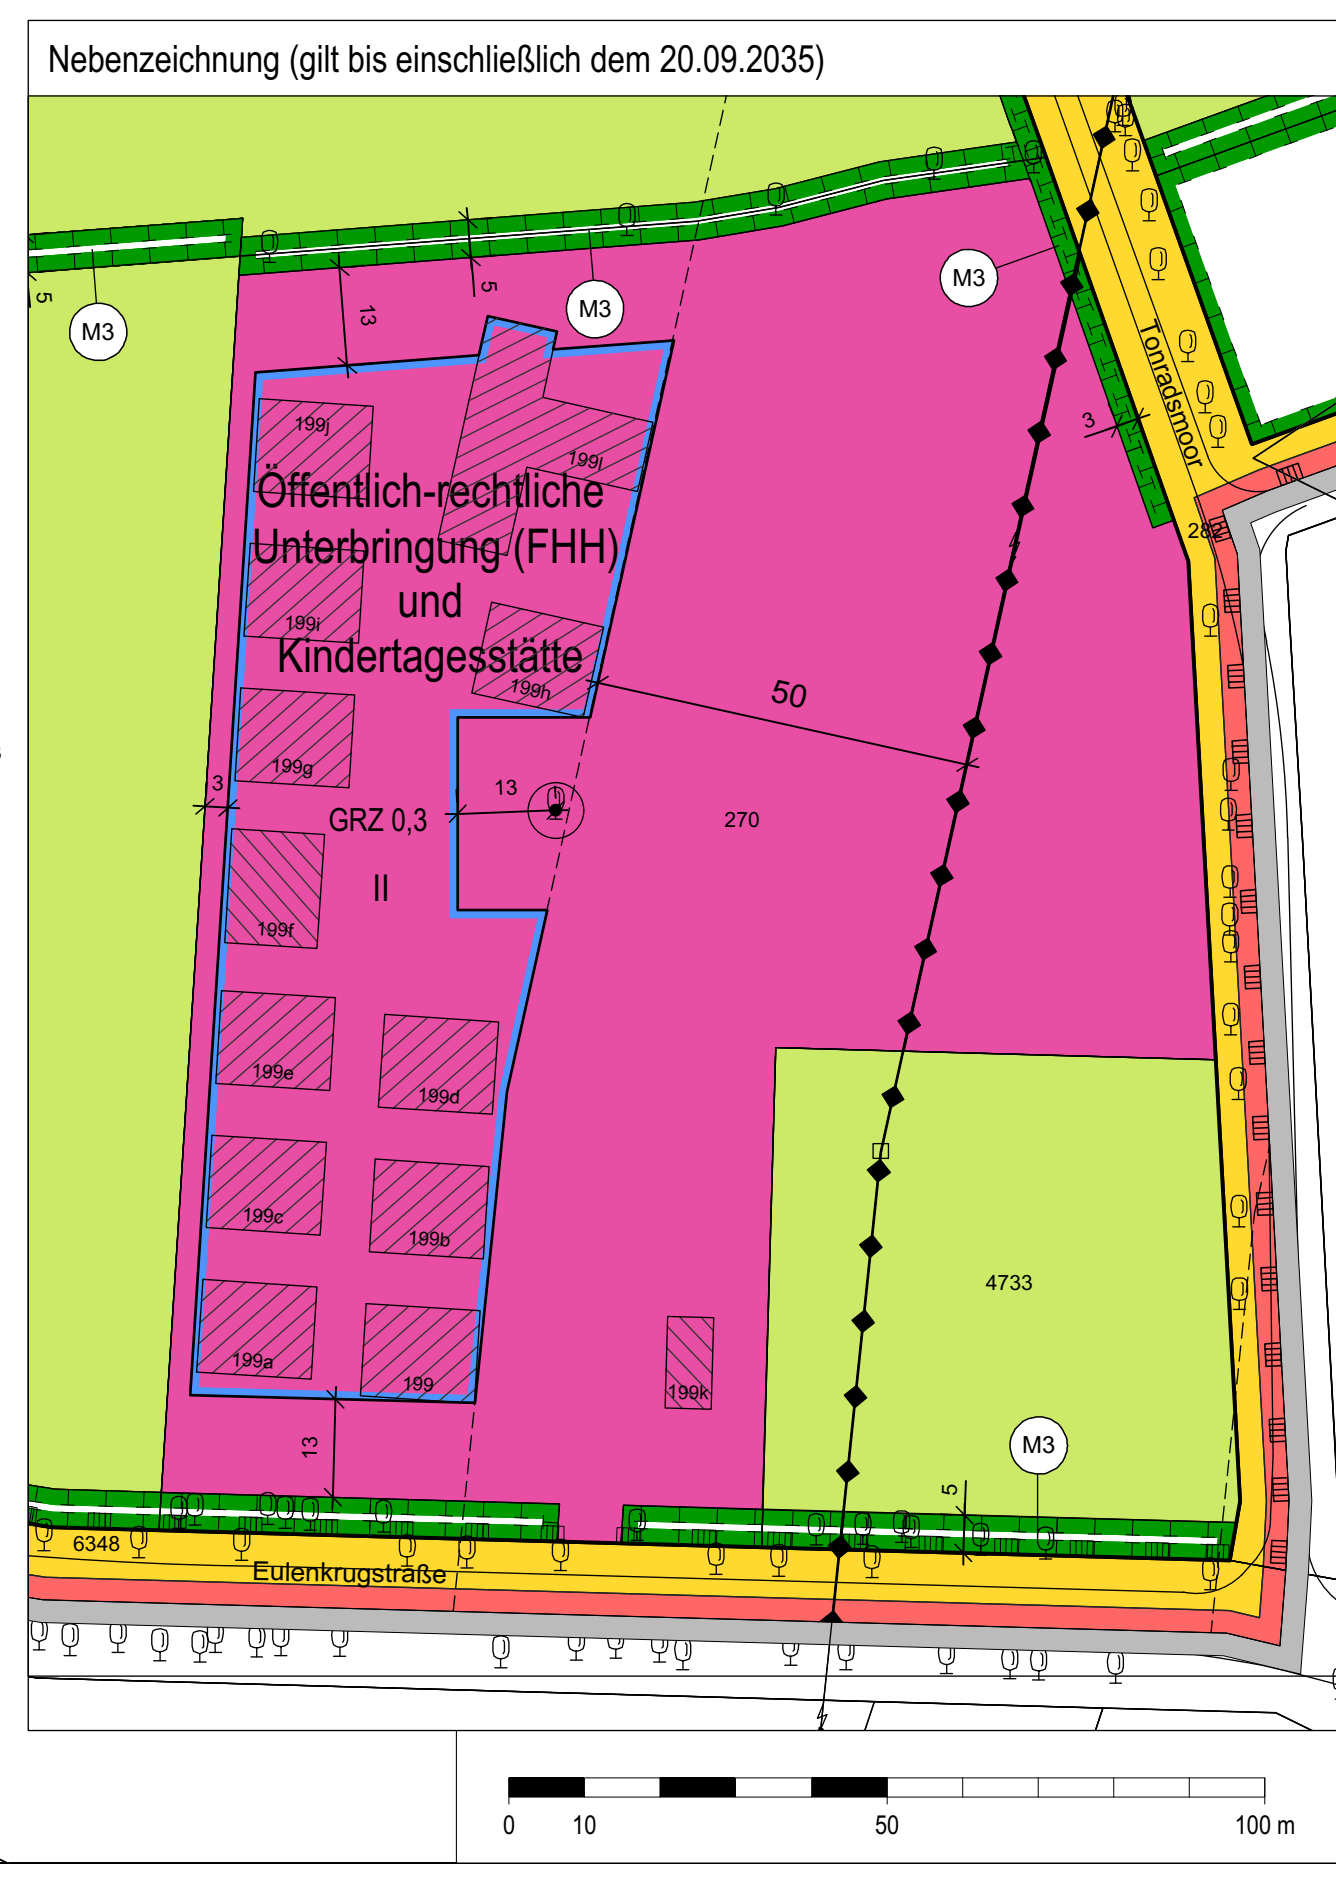 Nebenzeichnung (gilt bis einschließlich dem 20.09.2035)
M3
5
13
5
M3
M3
3
Tonradsmoor
282
199j
199l
Öffentlich-rechtliche
Unterbringung (FHH)
und
Kindertagesstätte
199i
199h
50
199g
3
13
GRZ 0,3
270
II
199f
199e
199d
199c
199b
4733
199a
199
199k
13
M3
5
6348
Eulenkrugstraße
0 10 50 100 m